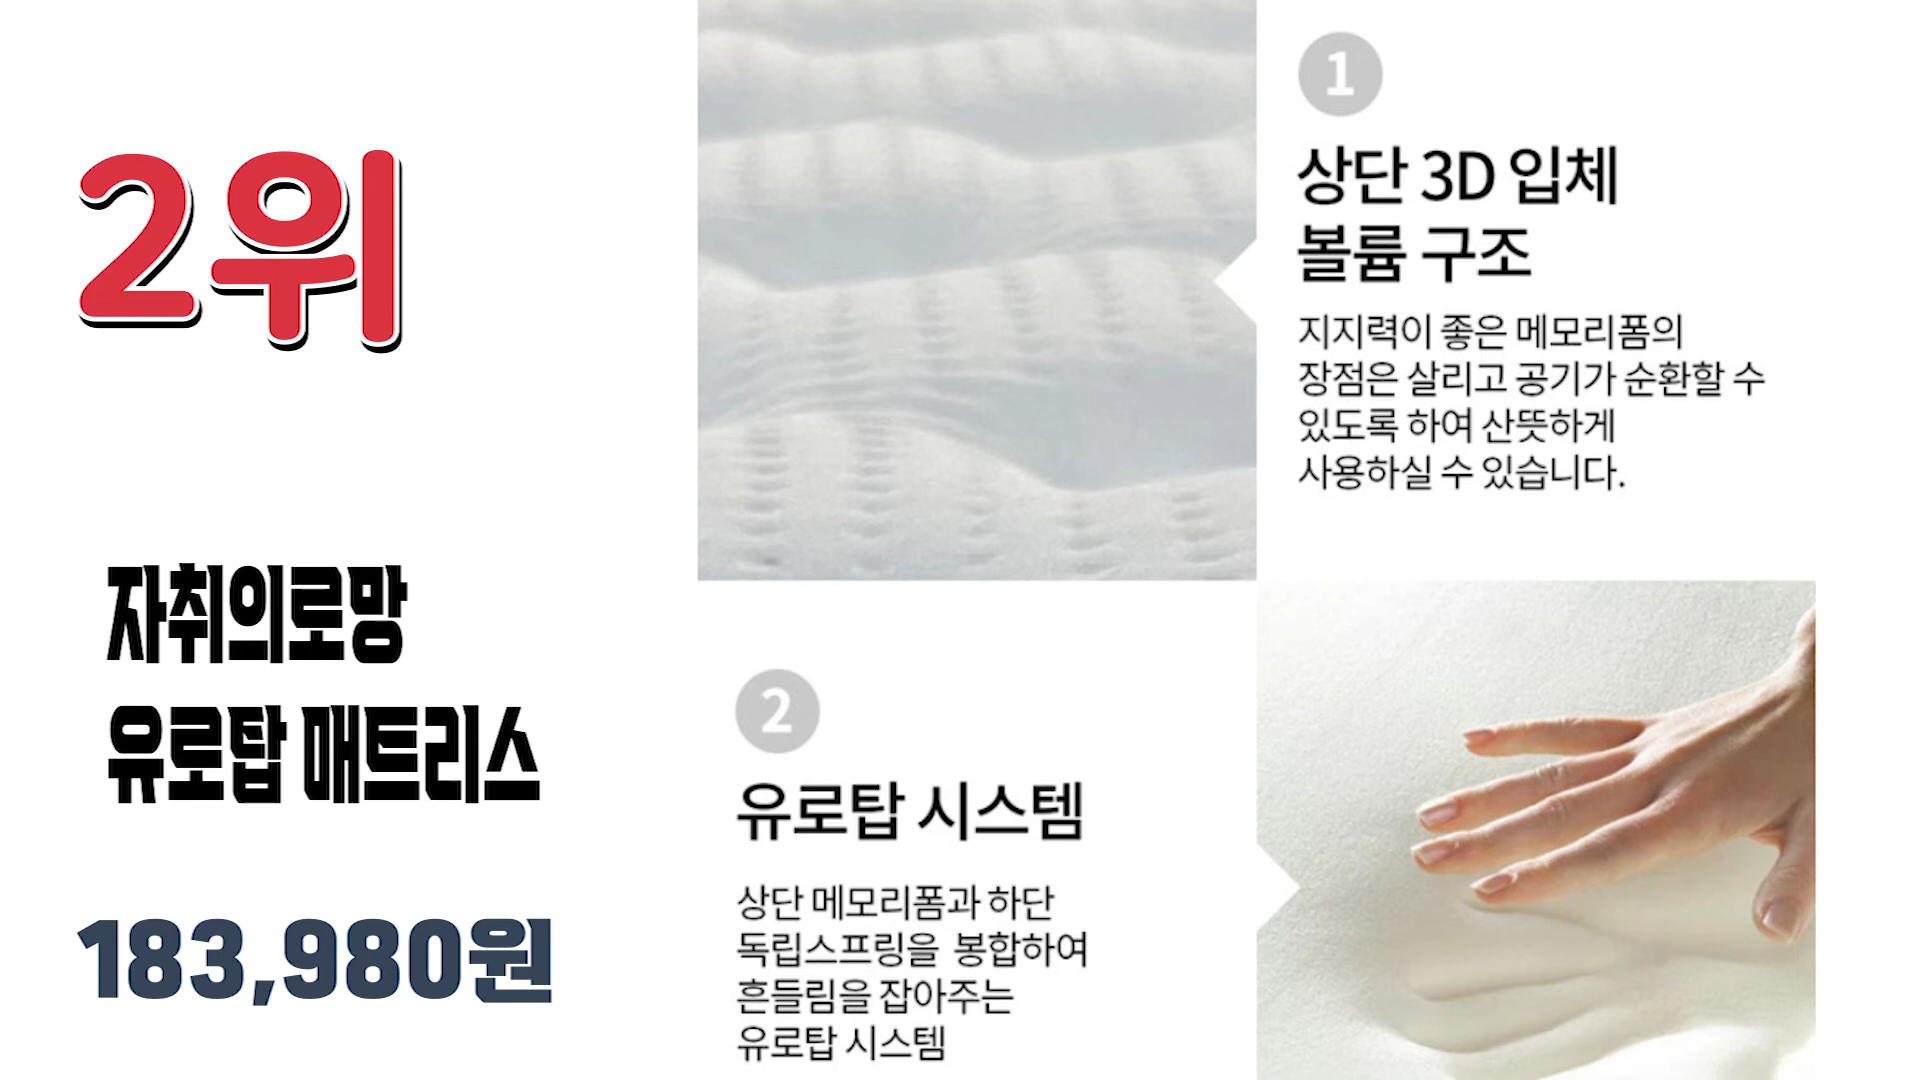 2위
자취의로망
유로탑 매트리스
183,980원
1
상단 3D 입체
볼륨 구조
지지력이 좋은 메모리폼의
장점은 살리고 공기가 순환할 수
있도록 하여 산뜻하게
사용하실 수 있습니다.
2
유로탑 시스템
상단 메모리폼과 하단
독립스프링을 봉합하여
흔들림을 잡아주는
유로탑 시스템